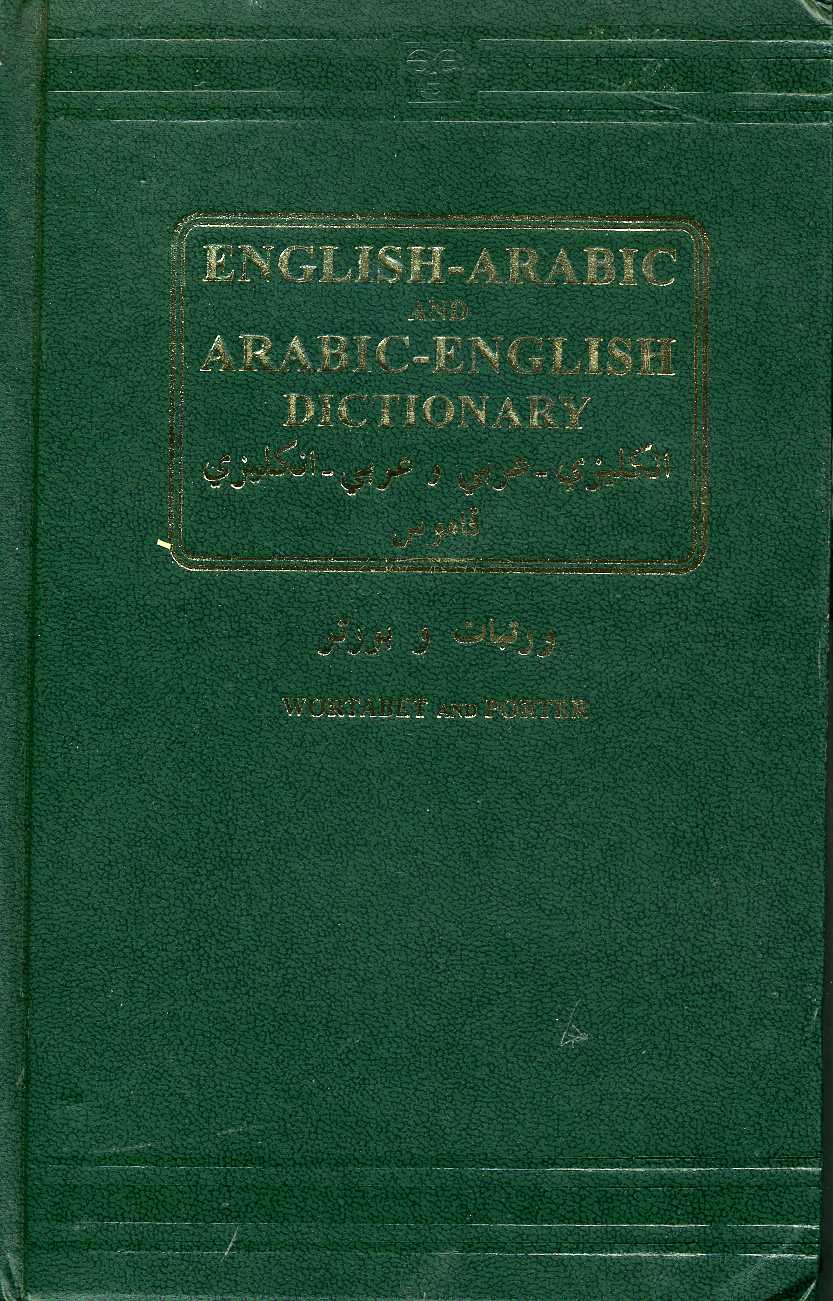 ENGLISH-ARABIC
AND
ARABIC-ENGLISH
DICTIONARY
انكليزي - عربي و عربي - انكليزي
قاموس
ورتبات و بورتر
WORTABET AND PORTER